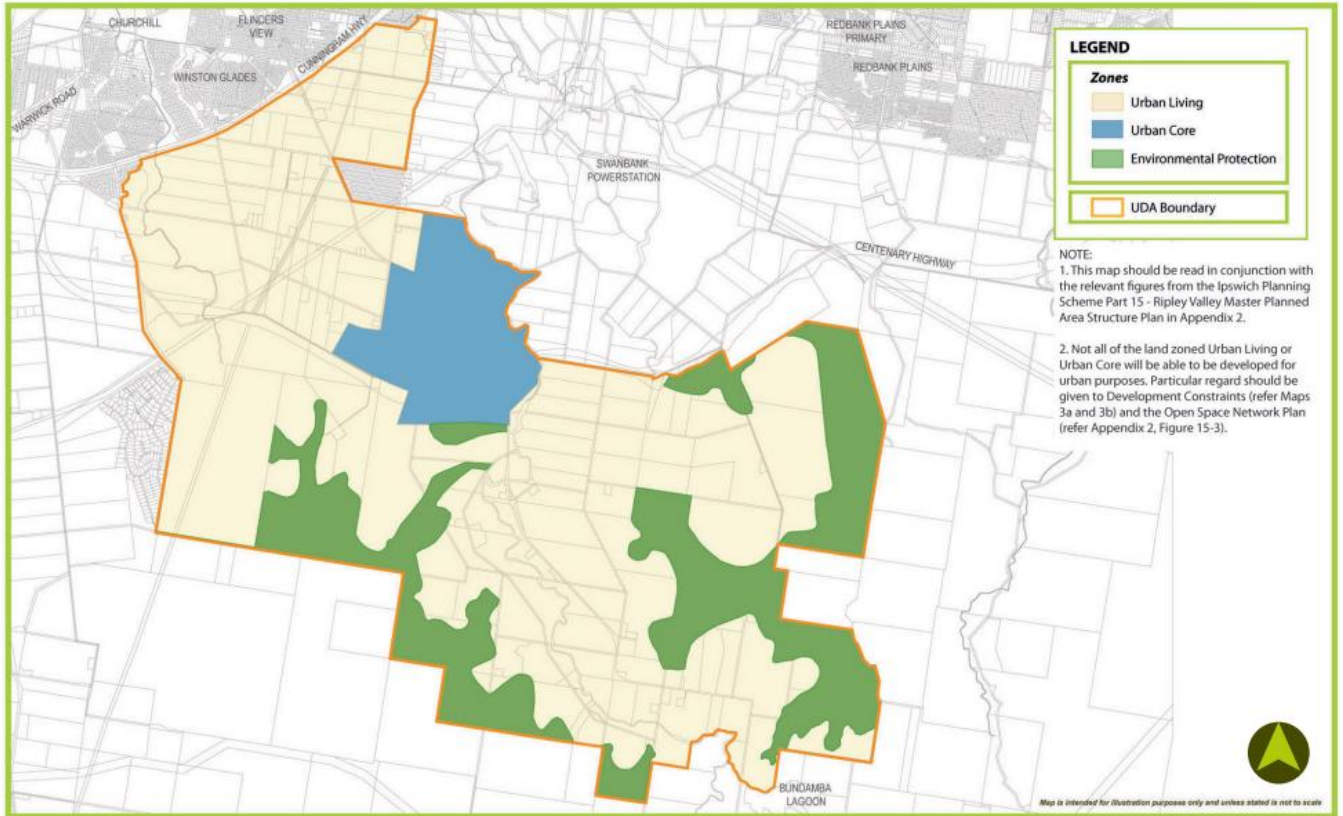 CHURCHILL
FLINDERS
VIEW
CUNNINGHAM HWY
WINSTON GLADES
WARWICK ROAD
REDBANK PLAINS
PRIMARY
REDBANK PLAINS
SWANBANK
POWERSTATION
CENTENARY HIGHWAY
BUNDAMBA
LAGOON
LEGEND
Zones
Urban Living
Urban Core
Environmental Protection
UDA Boundary
NOTE:
1. This map should be read in conjunction with
the relevant figures from the Ipswich Planning
Scheme Part 15 - Ripley Valley Master Planned
Area Structure Plan in Appendix 2.
2. Not all of the land zoned Urban Living or
Urban Core will be able to be developed for
urban purposes. Particular regard should be
given to Development Constraints (refer Maps
3a and 3b) and the Open Space Network Plan
(refer Appendix 2, Figure 15-3).
Map is intended for illustration purposes only and unless stated is not to scale